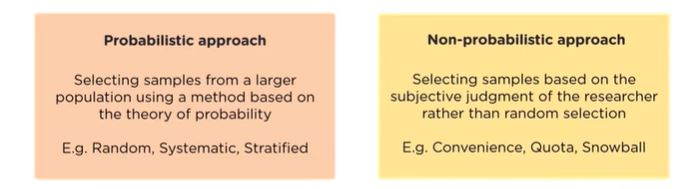 Probabilistic approach
Selecting samples from a larger
population using a method based on
the theory of probability
E.g. Random, Systematic, Stratified
Non-probabilistic approach
Selecting samples based on the
subjective judgment of the researcher
rather than random selection
E.g. Convenience, Quota, Snowball